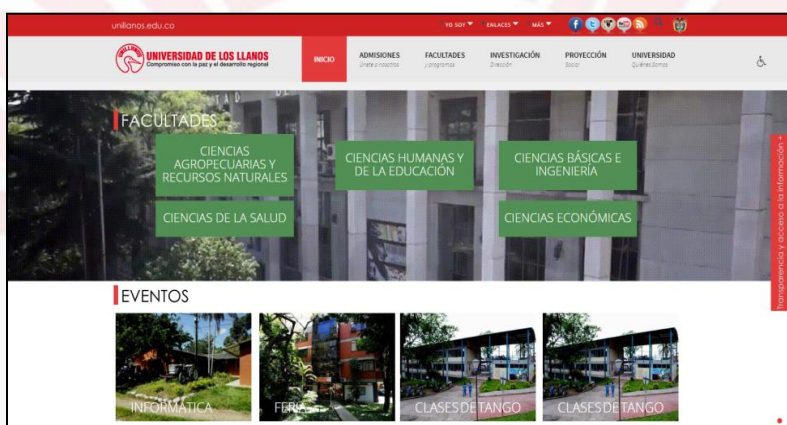 unillanos.edu.co
YO SOY ENLACES MÁS
UNIVERSIDAD DE LOS LLANOS
Compromiso con la paz y el desarrollo regional
INICIO
ADMISIONES
Únete a nosotros
FACULTADES
y programas
INVESTIGACIÓN
Dirección
PROYECCIÓN
Social
UNIVERSIDAD
Quiénes Somos
FACULTADES
CIENCIAS
AGROPECUARIAS Y
RECURSOS NATURALES
CIENCIAS HUMANAS Y
DE LA EDUCACIÓN
CIENCIAS BÁSICAS E
INGENIERÍA
CIENCIAS DE LA SALUD
CIENCIAS ECONÓMICAS
Transparencia y acceso a la información +
EVENTOS
INFORMÁTICA
FERIA
CLASES DE TANGO
CLASES DE TANGO